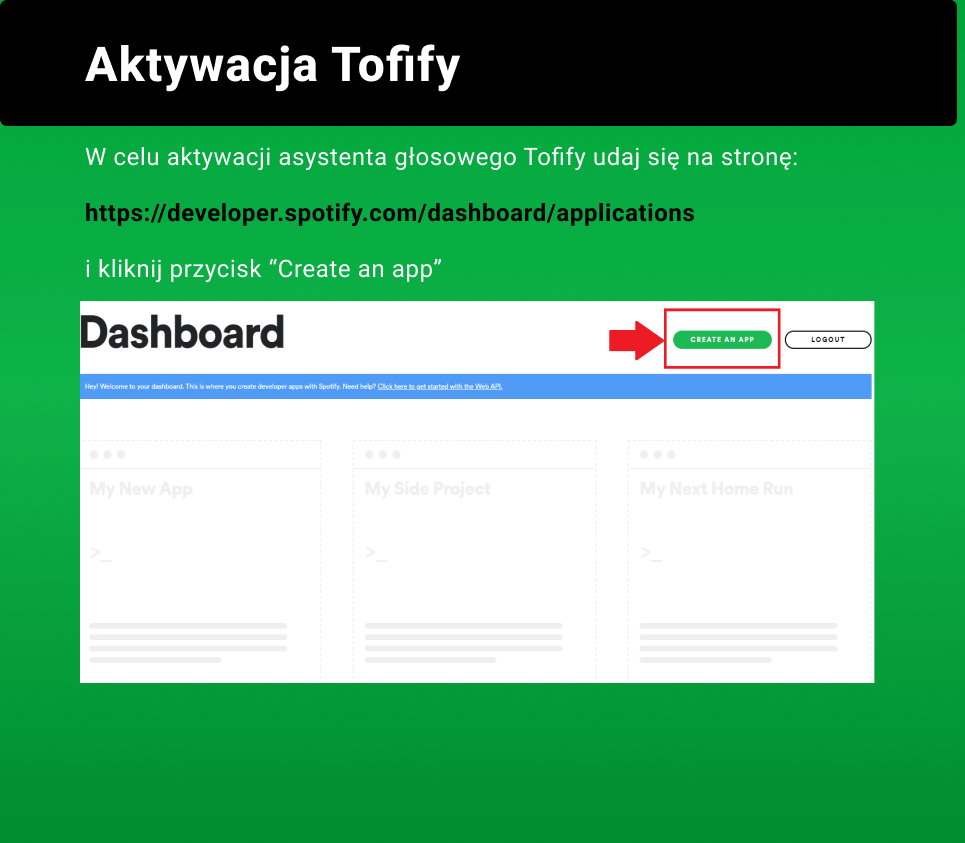 Aktywacja Tofify
W celu aktywacji asystenta głosowego Tofify udaj się na stronę:
https://developer.spotify.com/dashboard/applications
i kliknij przycisk “Create an app”
Dashboard
CREATE AN APP
LOGOUT
Hey! Welcome to your dashboard. This is where you create developer apps with Spotify. Need help? Click here to get started with the Web API.
My New App
My Side Project
My Next Home Run
>_
>_
>_